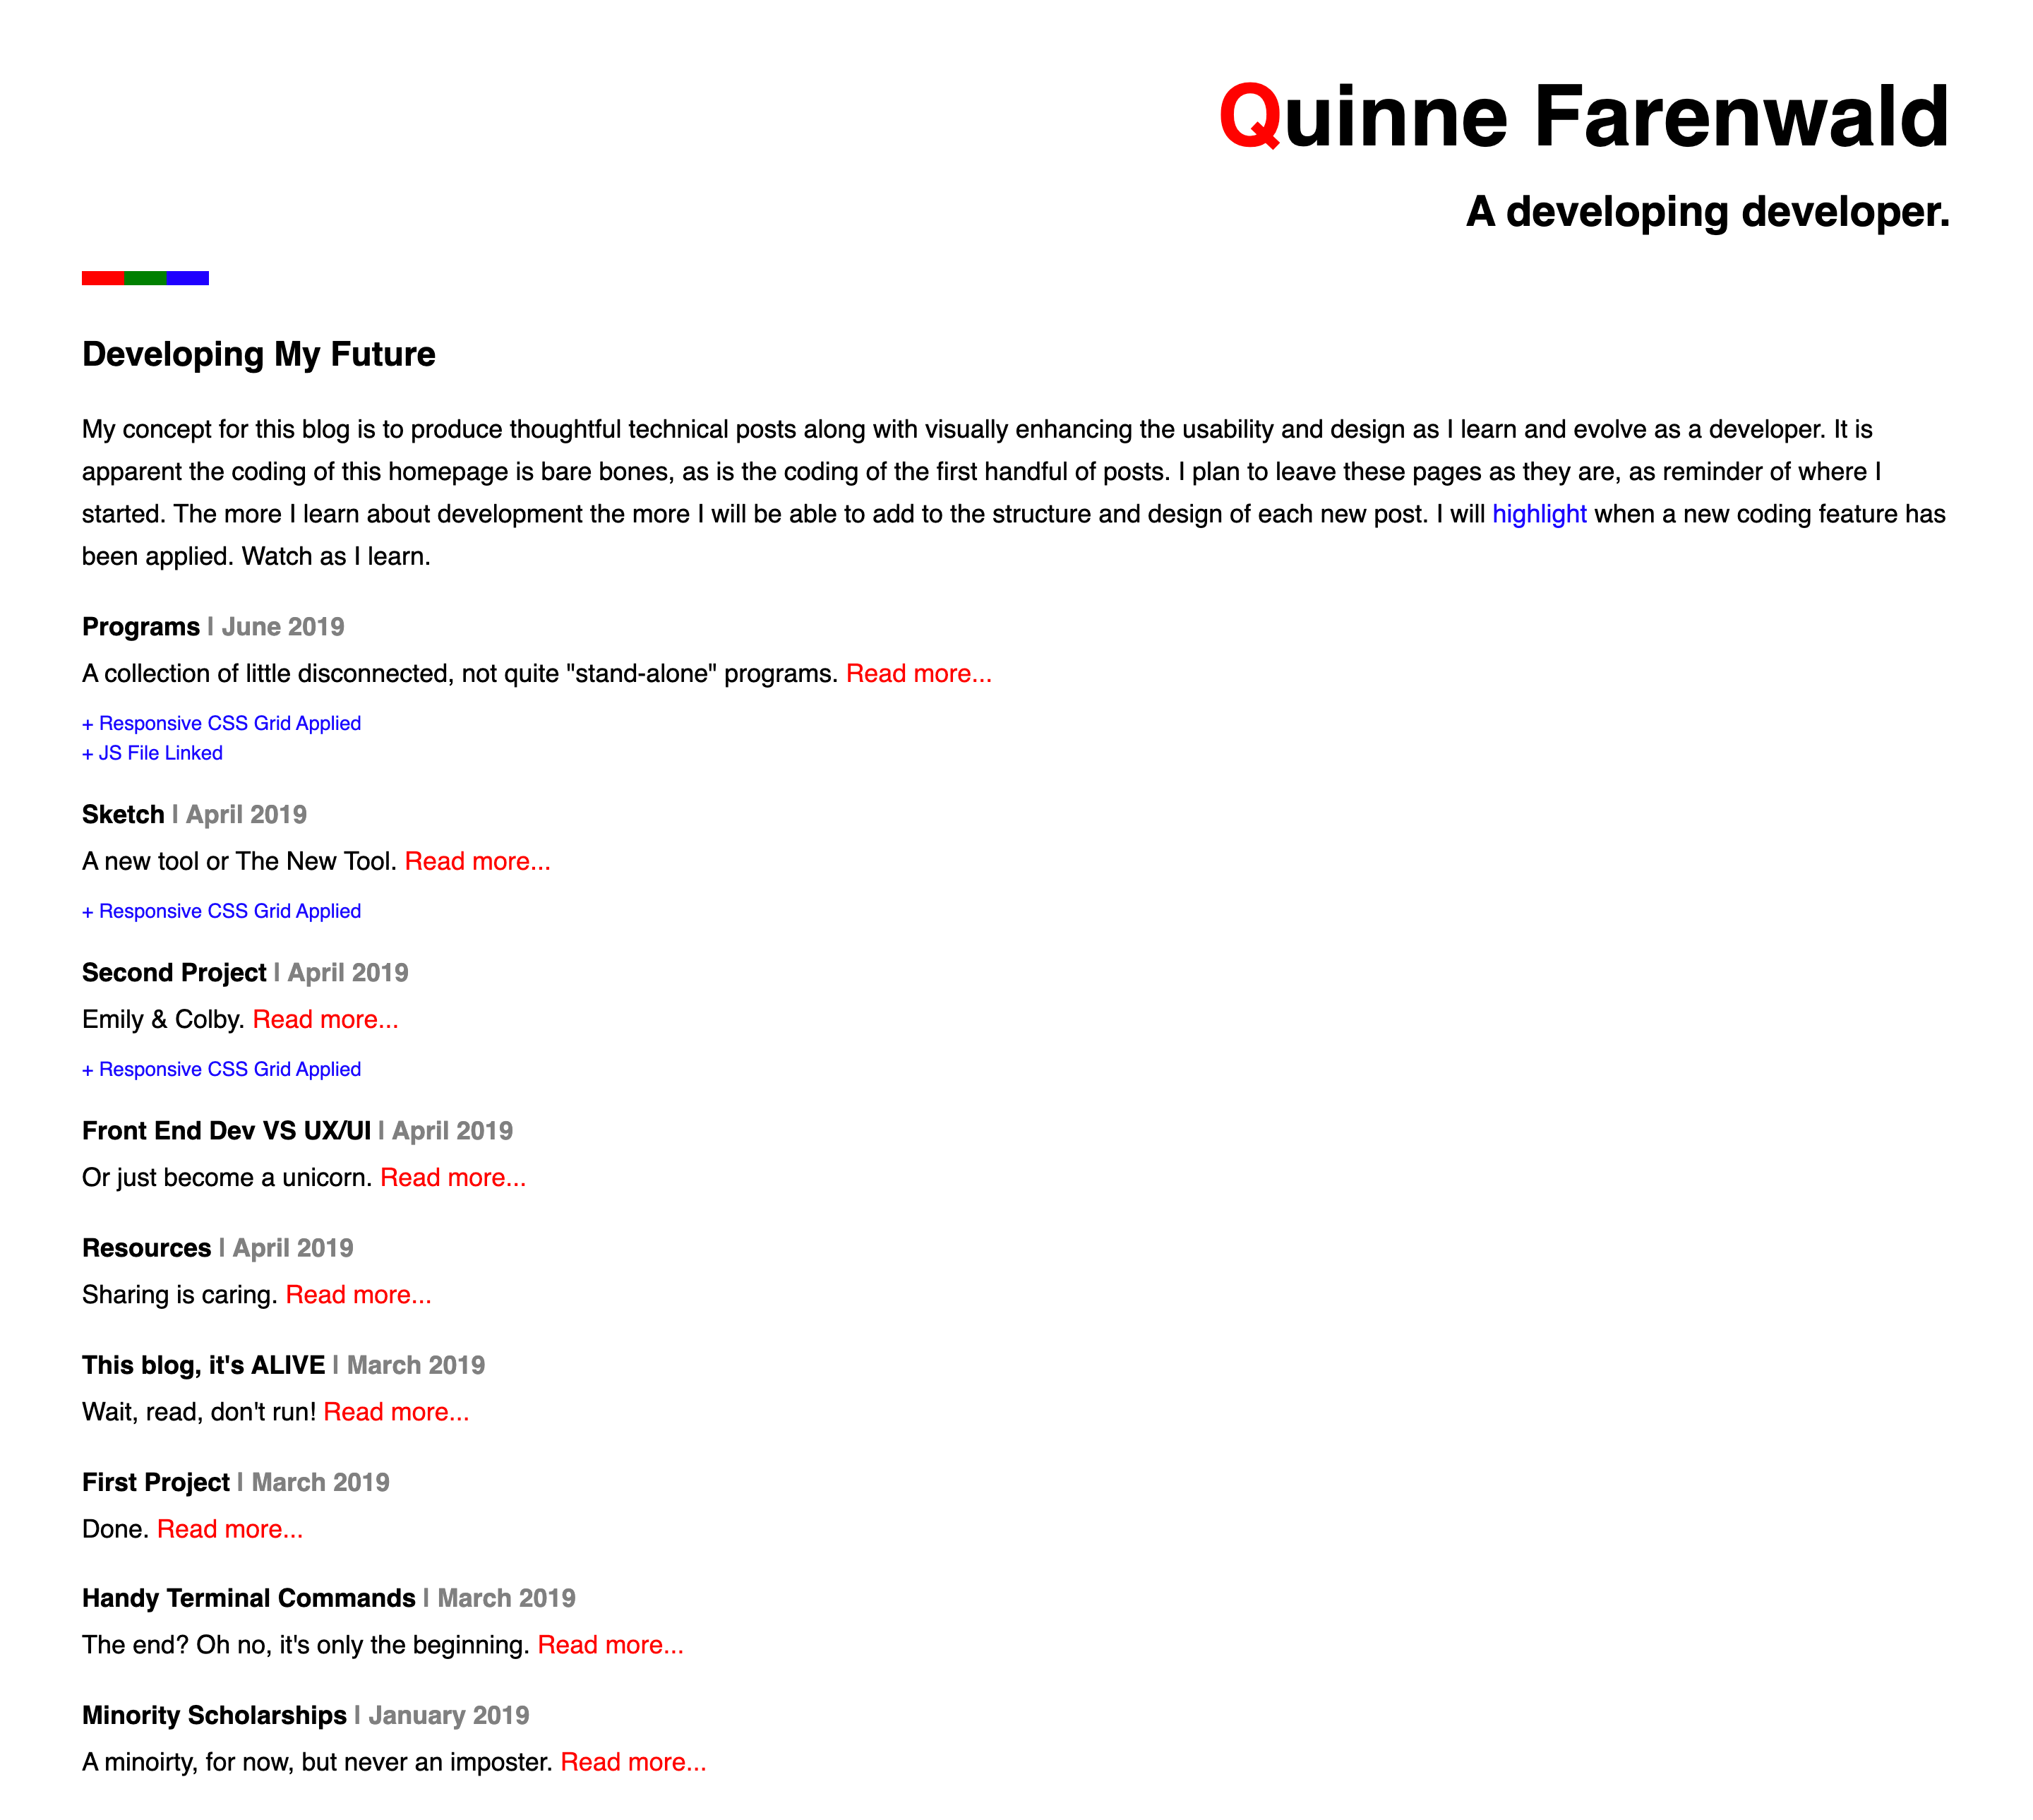 Quinne Farenwald
A developing developer.
Developing My Future
My concept for this blog is to produce thoughtful technical posts along with visually enhancing the usability and design as I learn and evolve as a developer. It is
apparent the coding of this homepage is bare bones, as is the coding of the first handful of posts. I plan to leave these pages as they are, as reminder of where I
started. The more I learn about development the more I will be able to add to the structure and design of each new post. I will highlight when a new coding feature has
been applied. Watch as I learn.
Programs | June 2019
A collection of little disconnected, not quite "stand-alone" programs. Read more...
+ Responsive CSS Grid Applied
+ JS File Linked
Sketch | April 2019
A new tool or The New Tool. Read more...
+ Responsive CSS Grid Applied
Second Project | April 2019
Emily & Colby. Read more...
+ Responsive CSS Grid Applied
Front End Dev VS UX/UI | April 2019
Or just become a unicorn. Read more...
Resources | April 2019
Sharing is caring. Read more...
This blog, it's ALIVE | March 2019
Wait, read, don't run! Read more...
First Project | March 2019
Done. Read more...
Handy Terminal Commands | March 2019
The end? Oh no, it's only the beginning. Read more...
Minority Scholarships | January 2019
A minoirty, for now, but never an imposter. Read more...